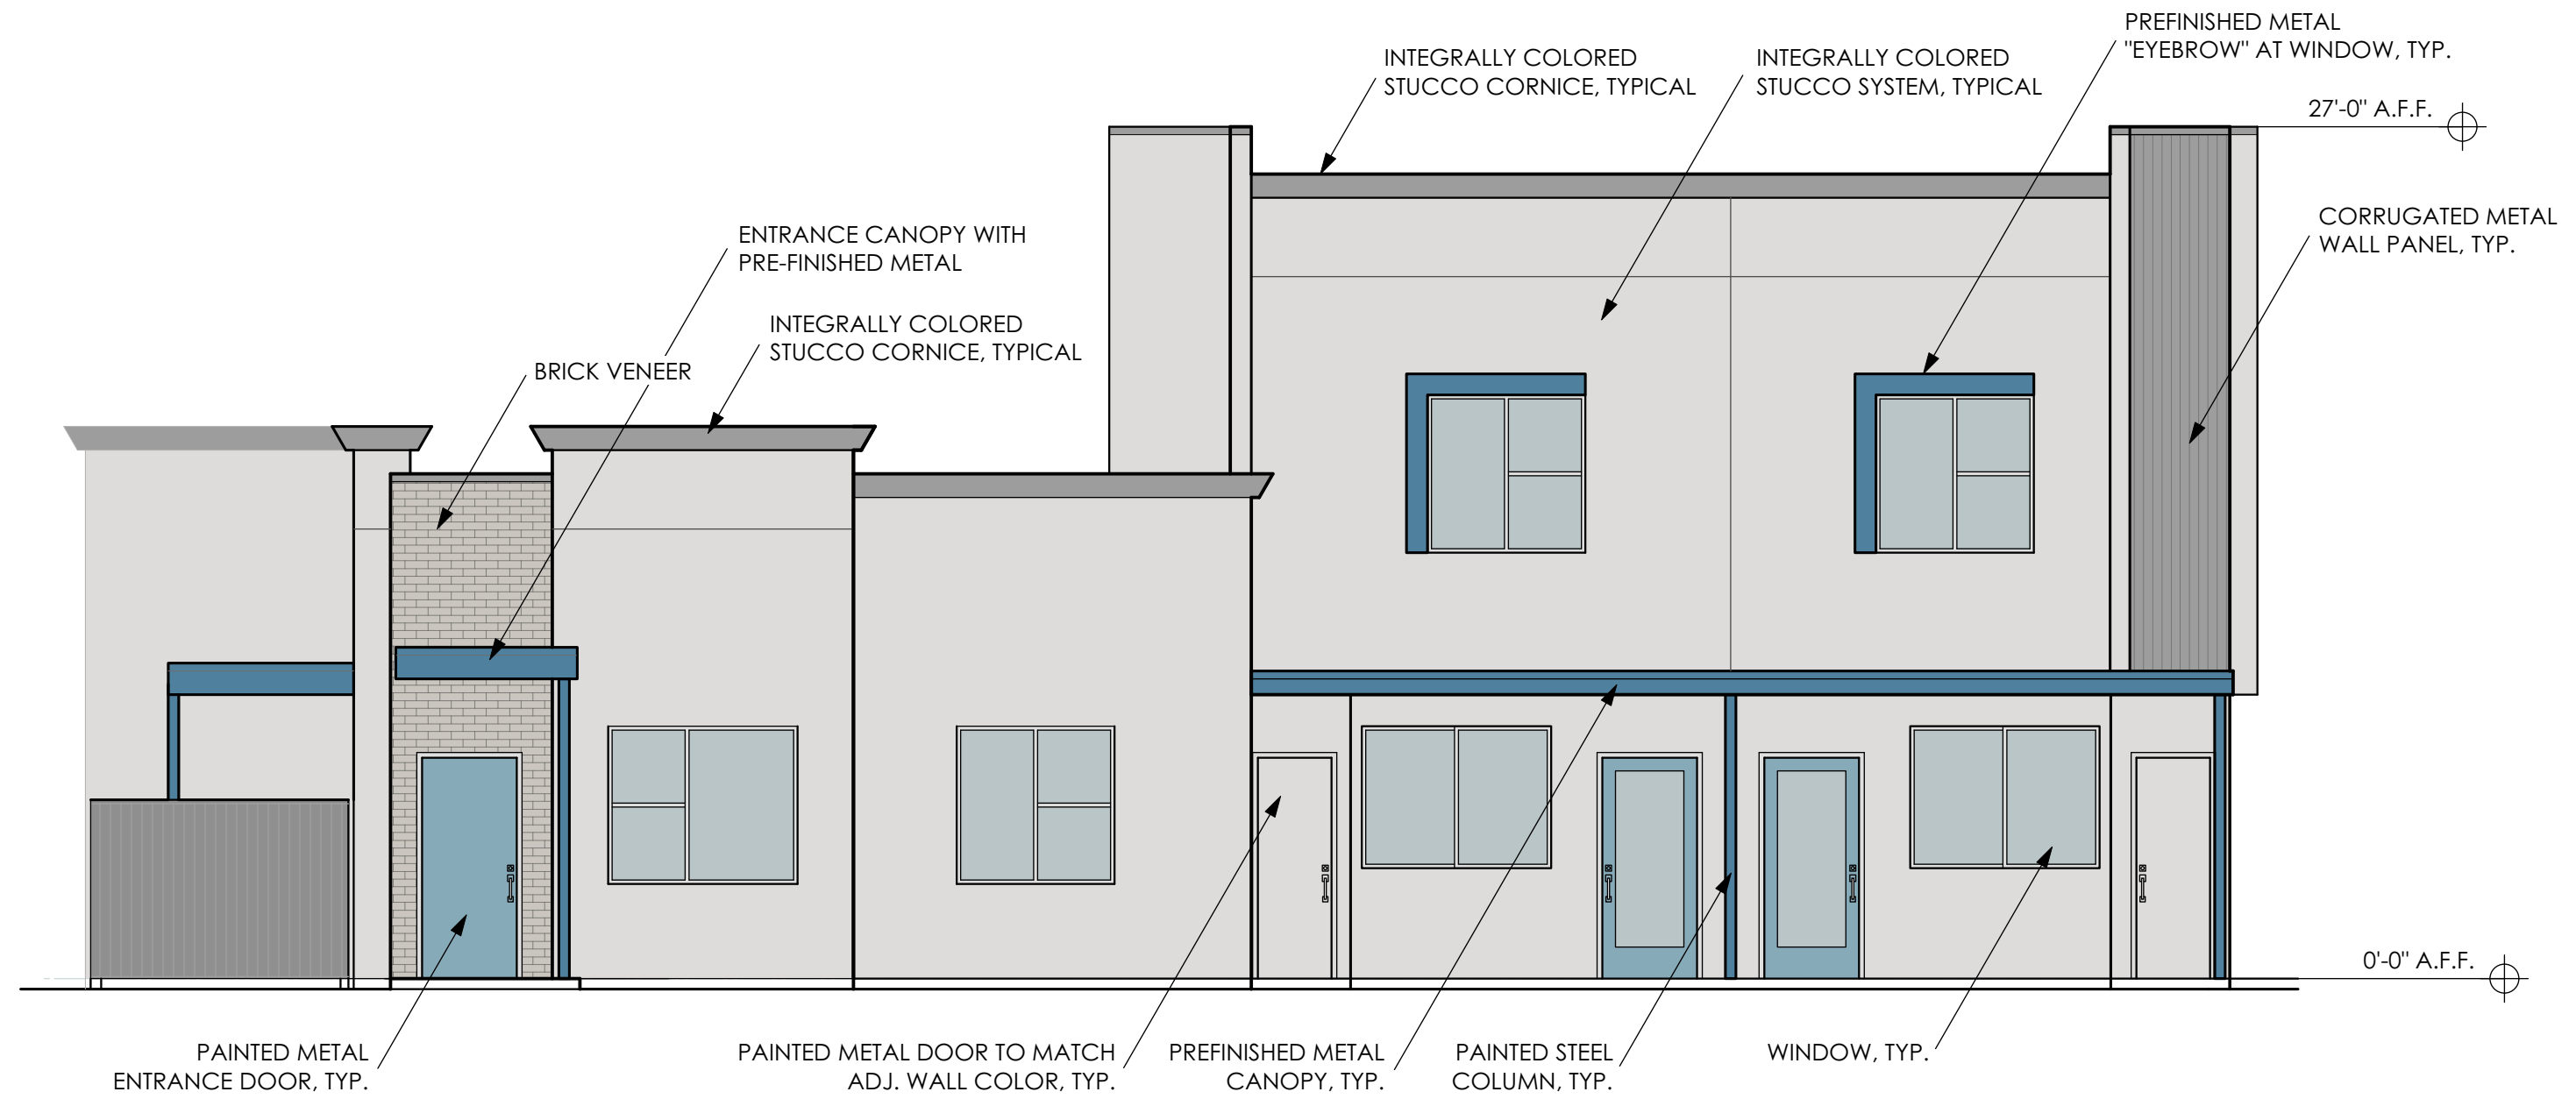 PREFINISHED METAL
"EYEBROW" AT WINDOW, TYP.
INTEGRALLY COLORED
STUCCO CORNICE, TYPICAL
INTEGRALLY COLORED
STUCCO SYSTEM, TYPICAL
27'-0" A.F.F.
CORRUGATED METAL
WALL PANEL, TYP.
ENTRANCE CANOPY WITH
PRE-FINISHED METAL
INTEGRALLY COLORED
STUCCO CORNICE, TYPICAL
BRICK VENEER
0'-0" A.F.F.
PAINTED METAL
ENTRANCE DOOR, TYP.
PAINTED METAL DOOR TO MATCH
ADJ. WALL COLOR, TYP.
PREFINISHED METAL
CANOPY, TYP.
PAINTED STEEL
COLUMN, TYP.
WINDOW, TYP.